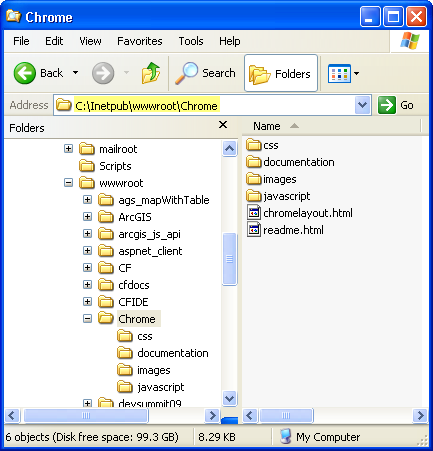 Chrome
File Edit View Favorites Tools Help
Back Search Folders
Address C:\Inetpub\wwwroot\Chrome Go
Folders
mailroot
Scripts
wwwroot
ags_mapWithTable
ArcGIS
arcgis_js_api
aspnet_client
CF
cfdocs
CFIDE
Chrome
css
documentation
images
javascript
devsummit09
Name
css
documentation
images
javascript
chromelayout.html
readme.html
6 objects (Disk free space: 99.3 GB) 8.29 KB My Computer